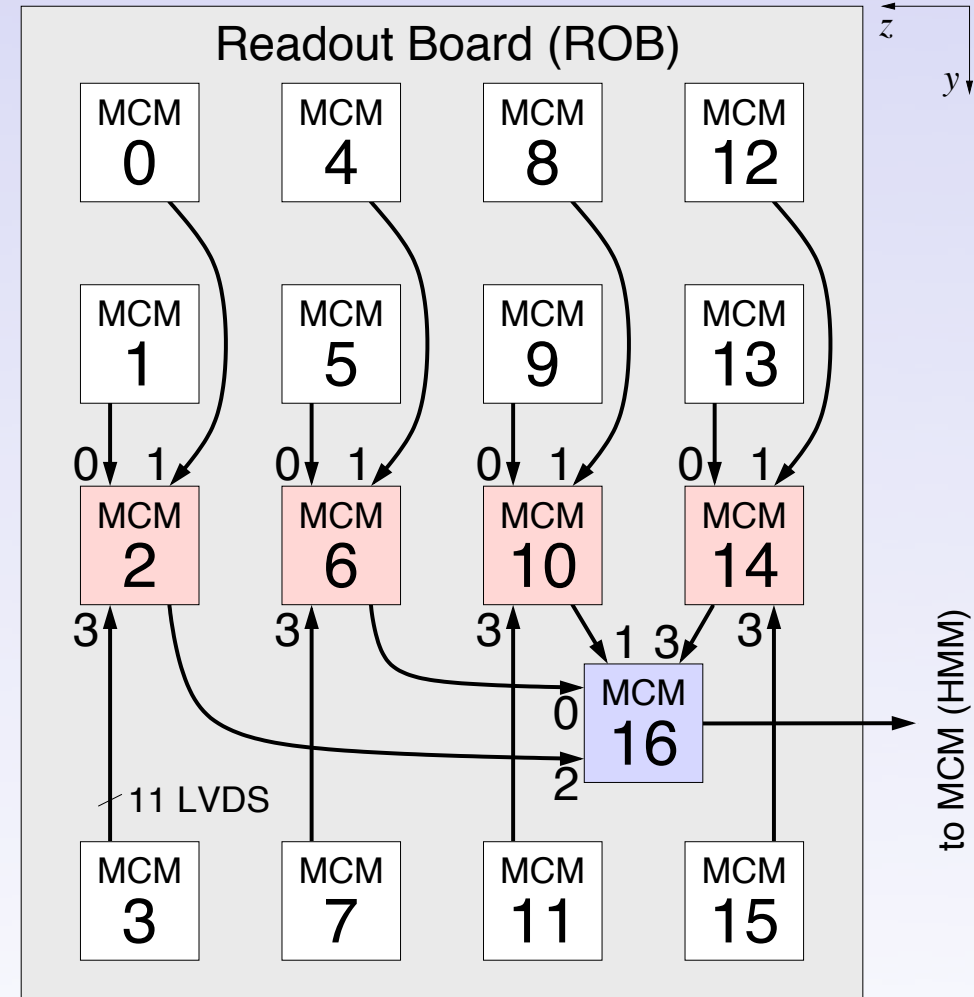 Readout Board (ROB)
z
y
MCM
0
MCM
4
MCM
8
MCM
12
MCM
1
MCM
5
MCM
9
MCM
13
0 1
0 1
0 1
0 1
MCM
2
MCM
6
MCM
10
MCM
14
3
3
3
1 3
3
MCM
16
0
2
to MCM (HMM)
11 LVDS
MCM
3
MCM
7
MCM
11
MCM
15